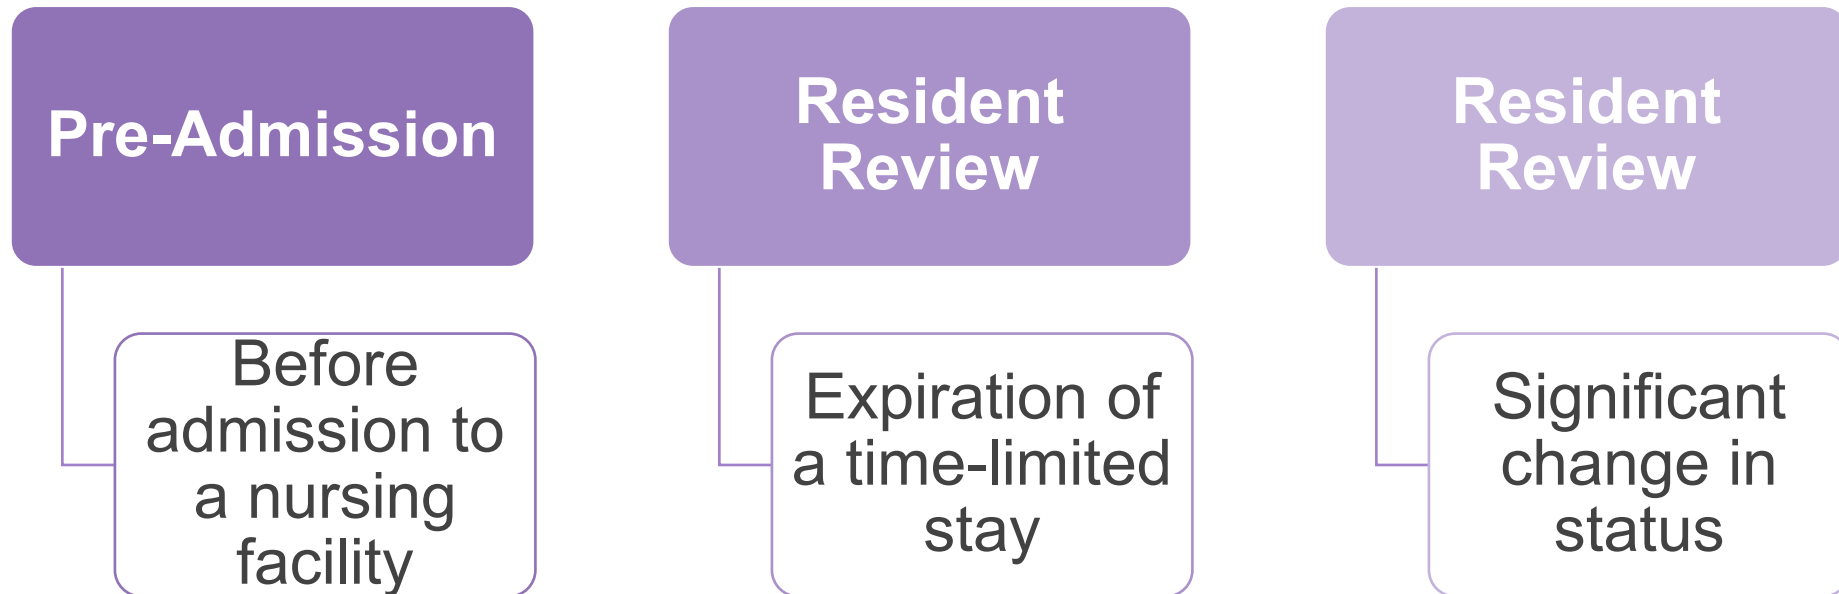 Pre-Admission
Before
admission to
a nursing
facility
Resident
Review
Expiration of
a time-limited
stay
Resident
Review
Significant
change in
status